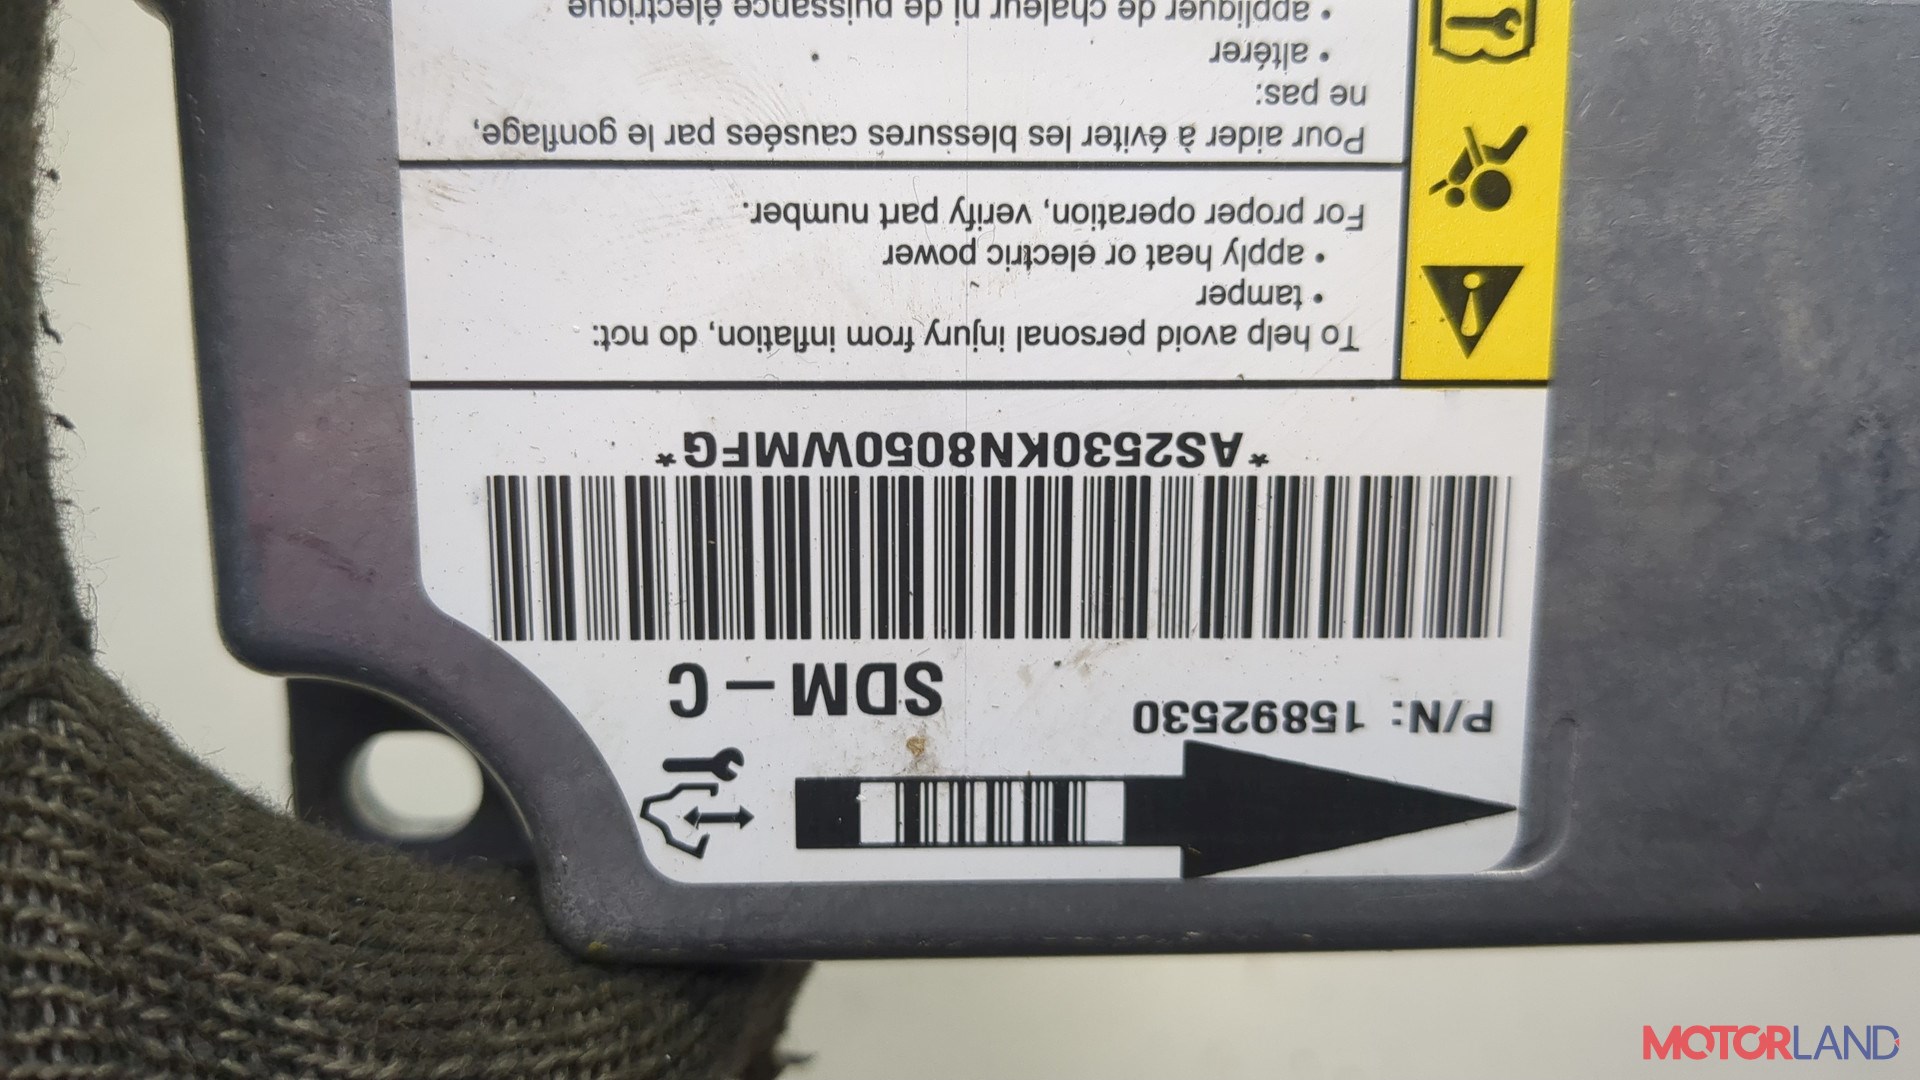 P/N: 15892530
SDM – C
*AS2530KN8050WMFG*
To help avoid personal injury from inflation, do not:
• tamper
• apply heat or electric power
For proper operation, verify part number.
Pour aider à éviter les blessures causées par le gonflage,
ne pas:
• altérer
• appliquer de chaleur ni de puissance électrique
MOTORLAND